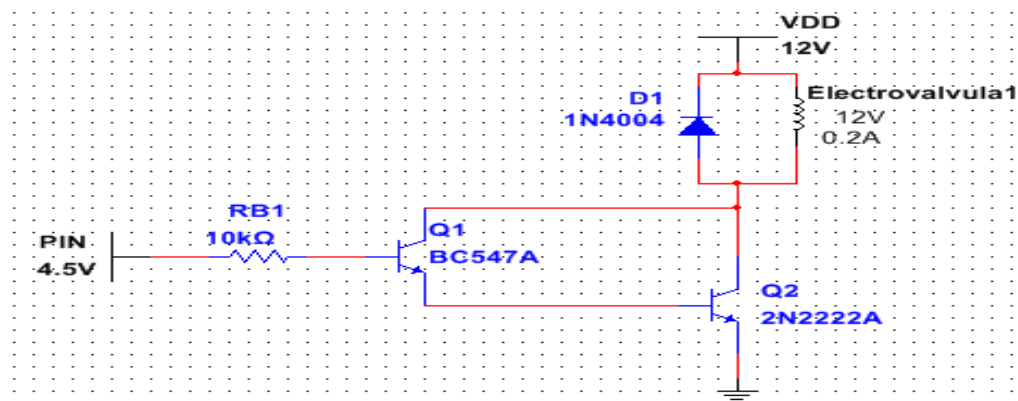 VDD
12V
D1
1N4004
Electrovalvula1
12V
0.2A
RB1
10kΩ
PIN
4.5V
Q1
BC547A
Q2
2N2222A